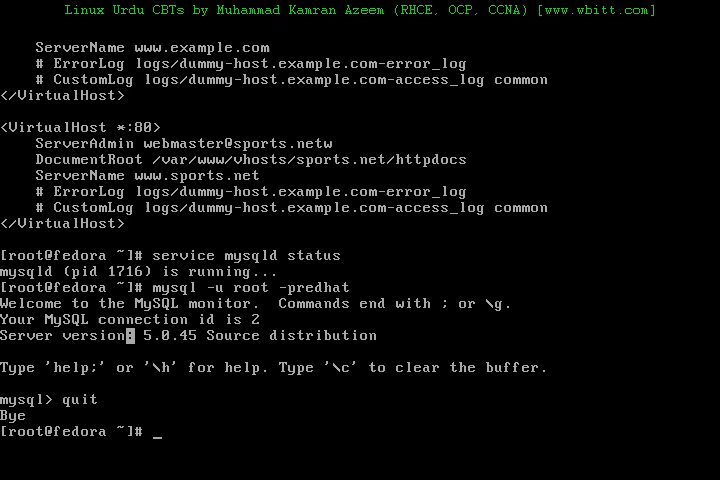 Linux Urdu CBTs by Muhammad Kamran Azeem (RHCE, OCP, CCNA) [www.wbitt.com]
ServerName www.example.com
# ErrorLog logs/dummy-host.example.com-error_log
# CustomLog logs/dummy-host.example.com-access_log common
</VirtualHost>
<VirtualHost *:80>
ServerAdmin webmaster@sports.netw
DocumentRoot /var/www/vhosts/sports.net/httpdocs
ServerName www.sports.net
# ErrorLog logs/dummy-host.example.com-error_log
# CustomLog logs/dummy-host.example.com-access_log common
</VirtualHost>
[root@fedora ~]# service mysqld status
mysqld (pid 1716) is running...
[root@fedora ~]# mysql -u root -predhat
Welcome to the MySQL monitor.  Commands end with ; or \g.
Your MySQL connection id is 2
Server version: 5.0.45 Source distribution
Type 'help;' or '\h' for help. Type '\c' to clear the buffer.
mysql> quit
Bye
[root@fedora ~]# _